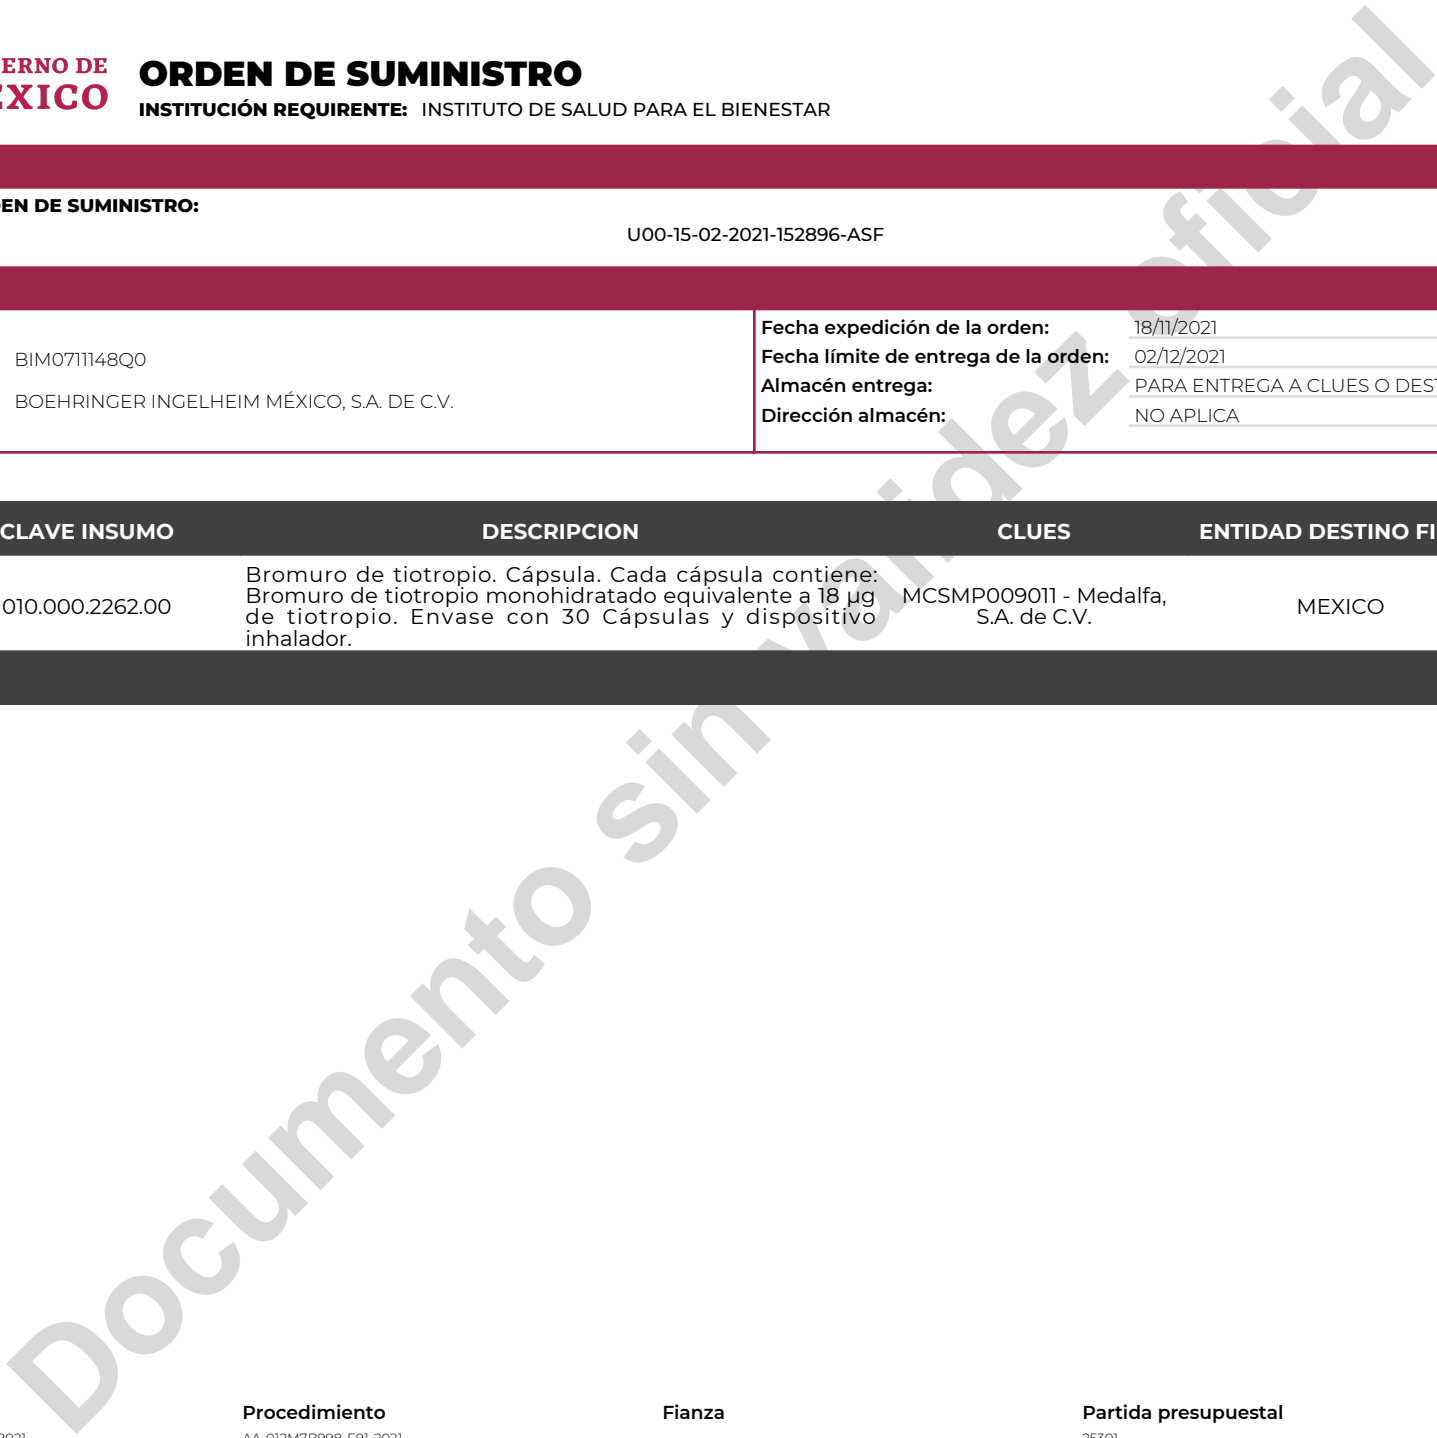 ERNO DE
EXICO
ORDEN DE SUMINISTRO
INSTITUCIÓN REQUIRENTE: INSTITUTO DE SALUD PARA EL BIENESTAR
EN DE SUMINISTRO:
U00-15-02-2021-152896-ASF
BIM0711148Q0
BOEHRINGER INGELHEIM MÉXICO, S.A. DE C.V.
Fecha expedición de la orden: 18/11/2021
Fecha límite de entrega de la orden: 02/12/2021
Almacén entrega: PARA ENTREGA A CLUES O DEST
Dirección almacén: NO APLICA
CLAVE INSUMO DESCRIPCION CLUES ENTIDAD DESTINO FI
010.000.2262.00
Bromuro de tiotropio. Cápsula. Cada cápsula contiene:
Bromuro de tiotropio monohidratado equivalente a 18 µg
de tiotropio. Envase con 30 Cápsulas y dispositivo
inhalador.
MCSMP009011 - Medalfa,
S.A. de C.V.
MEXICO
Documento sin validez oficial
Procedimiento Fianza Partida presupuestal